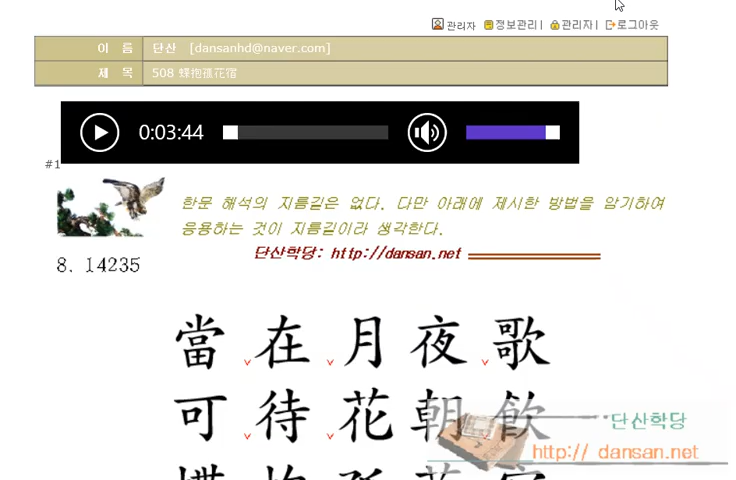 관리자 정보관리 | 관리자 | 로그아웃
이 름 단산 [dansanhd@naver.com]
제 목 508 蝶抱孤花宿
0:03:44
#1
한문 해석의 지름길은 없다. 다만 아래에 제시한 방법을 암기하여
응용하는 것이 지름길이라 생각한다.
단산학당: http://dansan.net
8. 14235
當 在 月 夜 歌
可 待 花 朝 飮
단산학당
http:// dansan.net